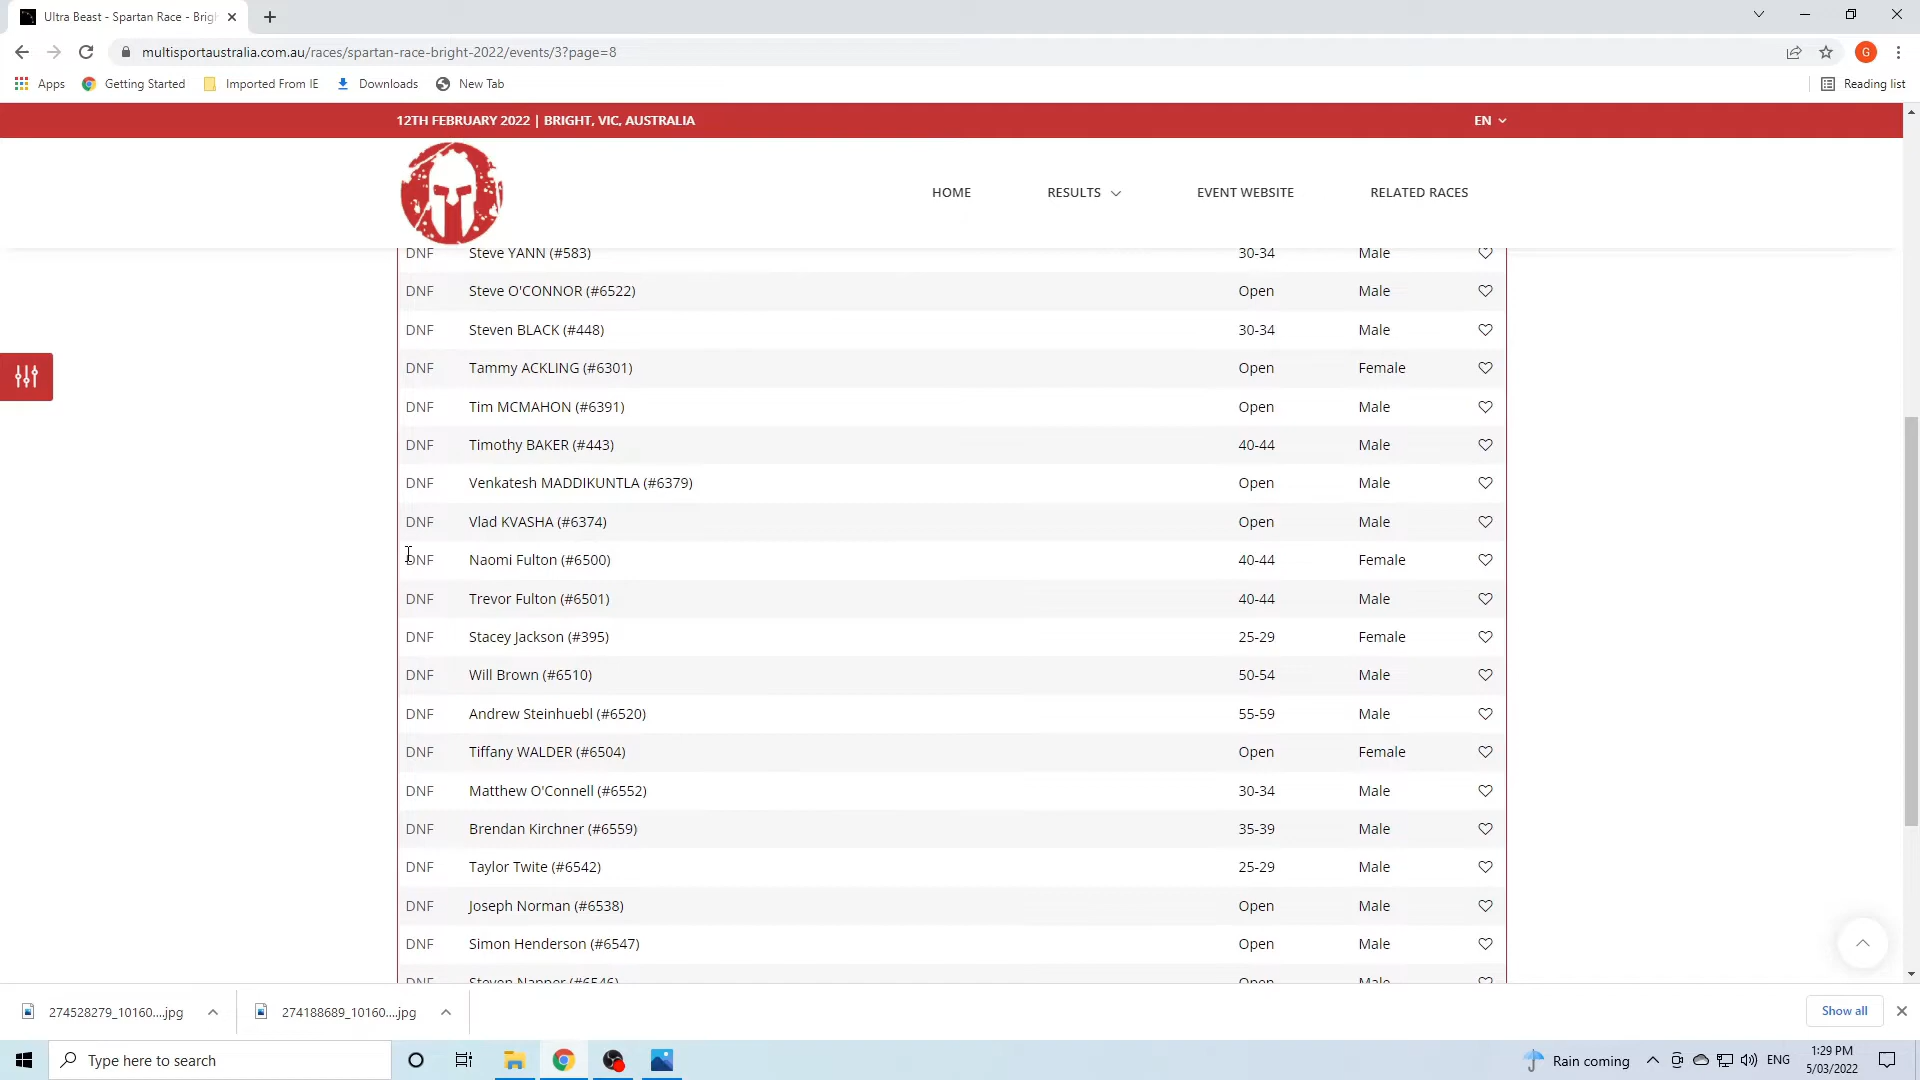 Ultra Beast - Spartan Race - Brigh
multisportaustralia.com.au/races/spartan-race-bright-2022/events/3?page=8
G
Apps Getting Started Imported From IE Downloads New Tab Reading list
12TH FEBRUARY 2022 | BRIGHT, VIC, AUSTRALIA EN
HOME RESULTS EVENT WEBSITE RELATED RACES
DNF Steve YANN (#583) 30-34 Male
DNF Steve O'CONNOR (#6522) Open Male
DNF Steven BLACK (#448) 30-34 Male
DNF Tammy ACKLING (#6301) Open Female
DNF Tim MCMAHON (#6391) Open Male
DNF Timothy BAKER (#443) 40-44 Male
DNF Venkatesh MADDIKUNTLA (#6379) Open Male
DNF Vlad KVASHA (#6374) Open Male
DNF Naomi Fulton (#6500) 40-44 Female
DNF Trevor Fulton (#6501) 40-44 Male
DNF Stacey Jackson (#395) 25-29 Female
DNF Will Brown (#6510) 50-54 Male
DNF Andrew Steinhuebl (#6520) 55-59 Male
DNF Tiffany WALDER (#6504) Open Female
DNF Matthew O'Connell (#6552) 30-34 Male
DNF Brendan Kirchner (#6559) 35-39 Male
DNF Taylor Twite (#6542) 25-29 Male
DNF Joseph Norman (#6538) Open Male
DNF Simon Henderson (#6547) Open Male
DNF Steven Napper (#6546) Open Male
274528279_10160....jpg 274188689_10160....jpg Show all
Type here to search Rain coming ENG 1:29 PM
5/03/2022